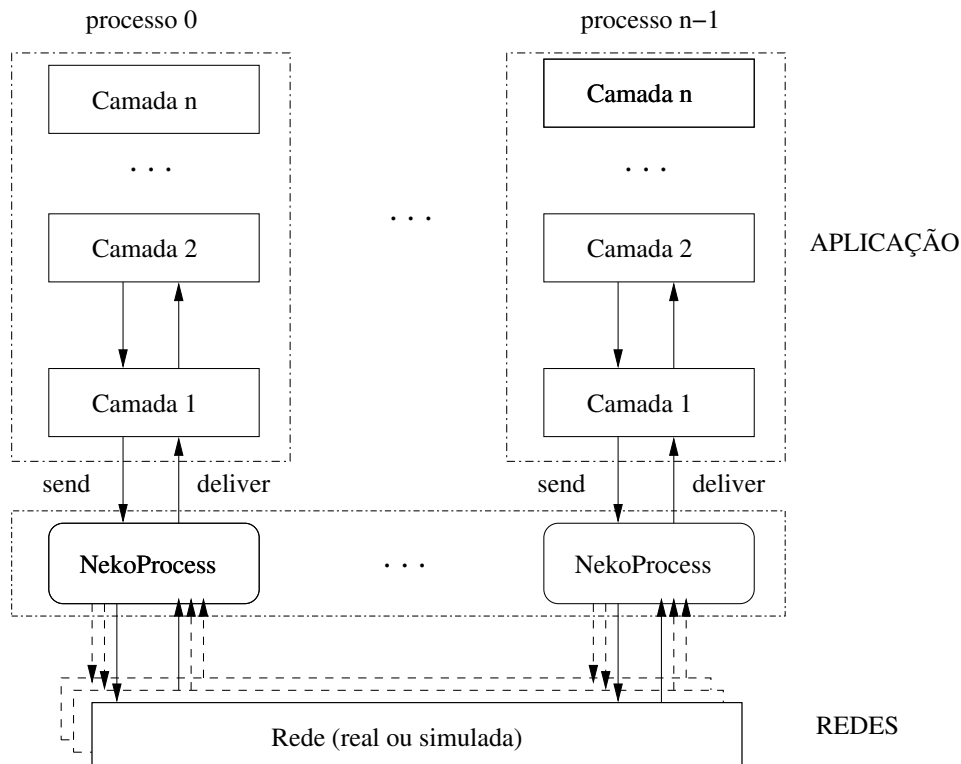 processo 0
processo n−1
Camada n
Camada n
. . .
. . .
. . .
Camada 2
Camada 2
APLICAÇÃO
Camada 1
Camada 1
send
deliver
send
deliver
NekoProcess
. . .
NekoProcess
Rede (real ou simulada)
REDES